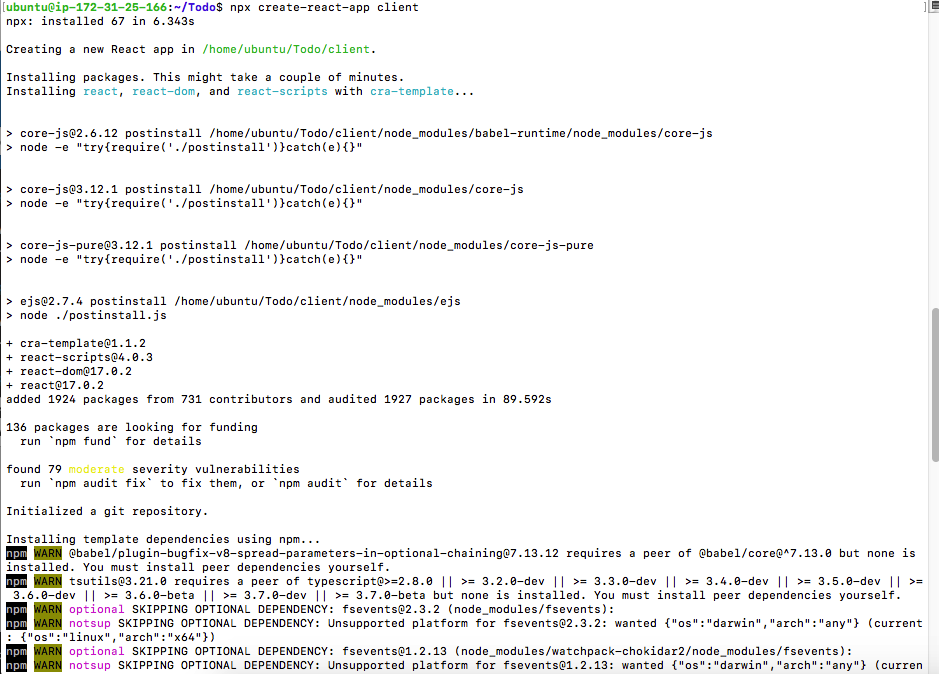 [ubuntu@ip-172-31-25-166:~/Todo$ npx create-react-app client ]
npx: installed 67 in 6.343s
Creating a new React app in /home/ubuntu/Todo/client.
Installing packages. This might take a couple of minutes.
Installing react, react-dom, and react-scripts with cra-template...
> core-js@2.6.12 postinstall /home/ubuntu/Todo/client/node_modules/babel-runtime/node_modules/core-js
> node -e "try{require('./postinstall')}catch(e){}"
> core-js@3.12.1 postinstall /home/ubuntu/Todo/client/node_modules/core-js
> node -e "try{require('./postinstall')}catch(e){}"
> core-js-pure@3.12.1 postinstall /home/ubuntu/Todo/client/node_modules/core-js-pure
> node -e "try{require('./postinstall')}catch(e){}"
> ejs@2.7.4 postinstall /home/ubuntu/Todo/client/node_modules/ejs
> node ./postinstall.js
+ cra-template@1.1.2
+ react-scripts@4.0.3
+ react-dom@17.0.2
+ react@17.0.2
added 1924 packages from 731 contributors and audited 1927 packages in 89.592s
136 packages are looking for funding
run `npm fund` for details
found 79 moderate severity vulnerabilities
run `npm audit fix` to fix them, or `npm audit` for details
Initialized a git repository.
Installing template dependencies using npm...
npm WARN @babel/plugin-bugfix-v8-spread-parameters-in-optional-chaining@7.13.12 requires a peer of @babel/core@^7.13.0 but none is
installed. You must install peer dependencies yourself.
npm WARN tsutils@3.21.0 requires a peer of typescript@>=2.8.0 || >= 3.2.0-dev || >= 3.3.0-dev || >= 3.4.0-dev || >= 3.5.0-dev || >=
3.6.0-dev || >= 3.6.0-beta || >= 3.7.0-dev || >= 3.7.0-beta but none is installed. You must install peer dependencies yourself.
npm WARN optional SKIPPING OPTIONAL DEPENDENCY: fsevents@2.3.2 (node_modules/fsevents):
npm WARN notsup SKIPPING OPTIONAL DEPENDENCY: Unsupported platform for fsevents@2.3.2: wanted {"os":"darwin","arch":"any"} (current
: {"os":"linux","arch":"x64"})
npm WARN optional SKIPPING OPTIONAL DEPENDENCY: fsevents@1.2.13 (node_modules/watchpack-chokidar2/node_modules/fsevents):
npm WARN notsup SKIPPING OPTIONAL DEPENDENCY: Unsupported platform for fsevents@1.2.13: wanted {"os":"darwin","arch":"any"} (curren